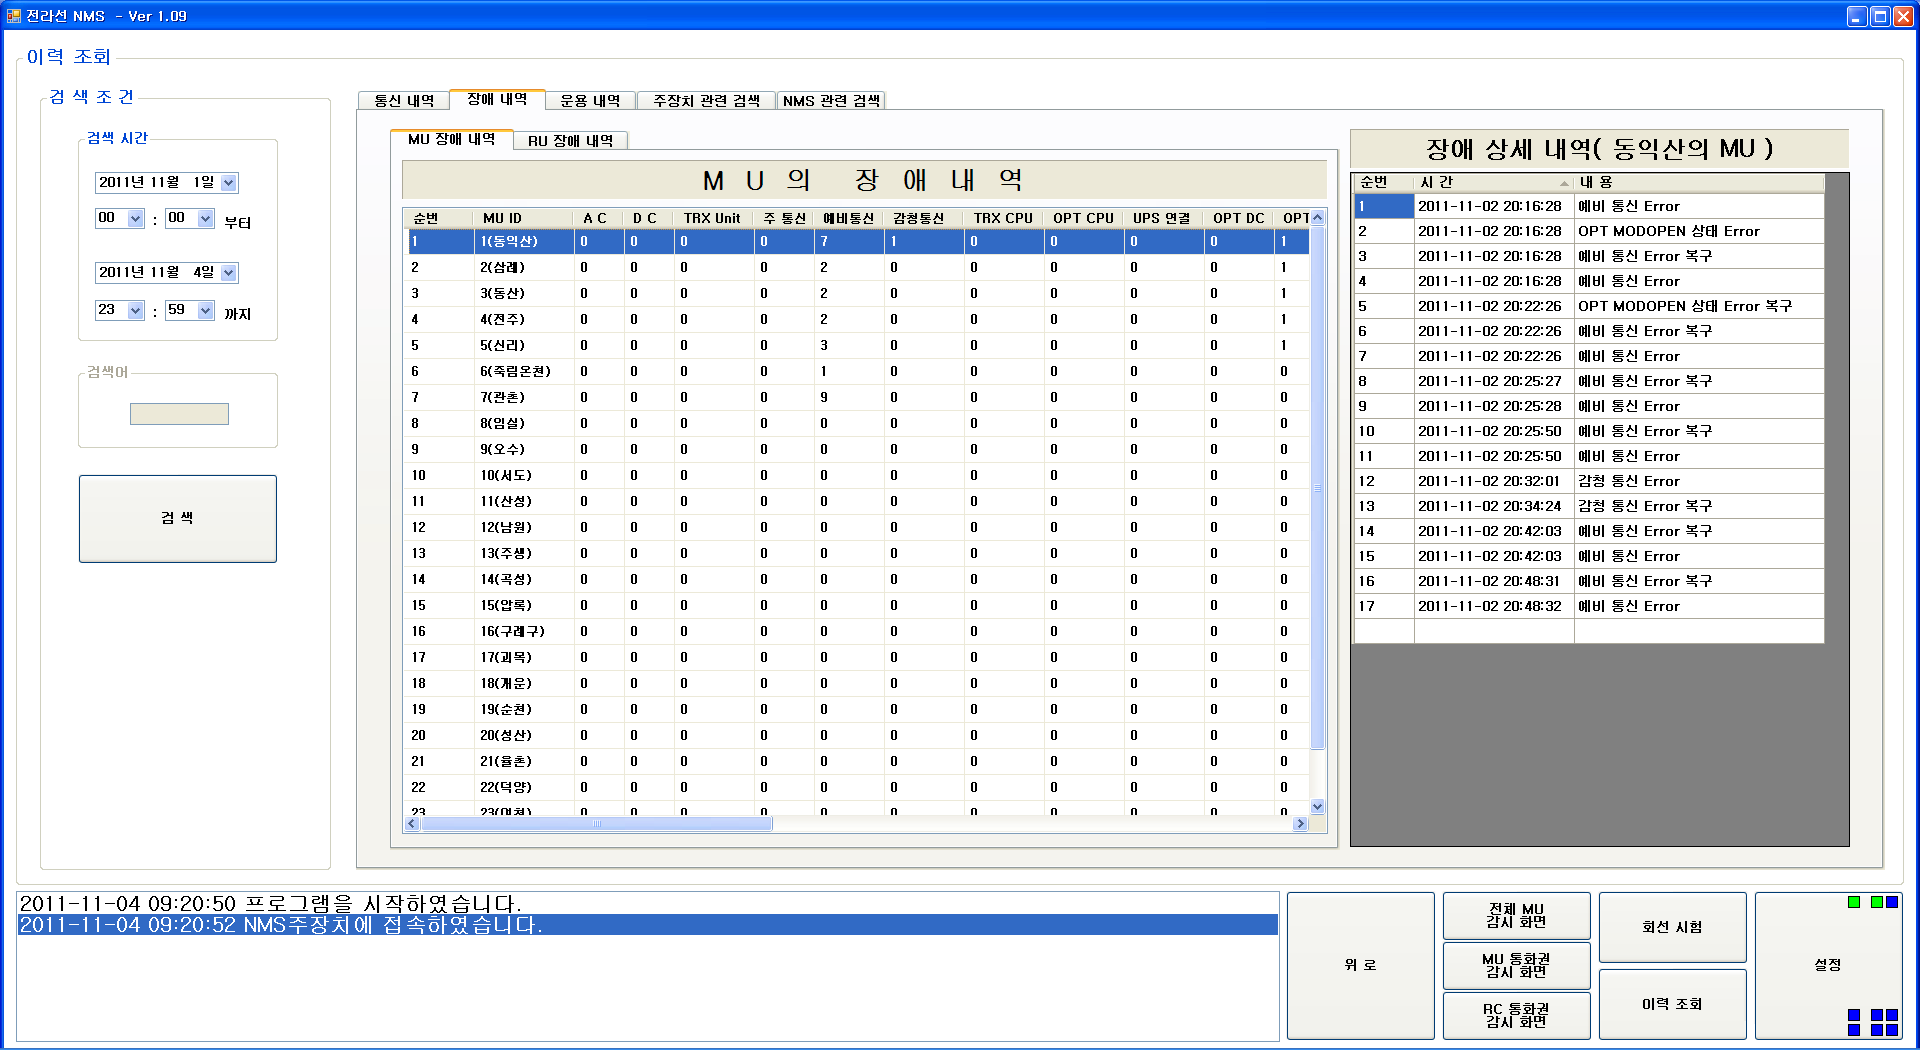 전라선 NMS - Ver 1.09
이력 조회
검 색 조 건
검색 시간
2011년 11월 1일
00 : 00 부터
2011년 11월 4일
23 : 59 까지
검색어
검 색
통신 내역 장애 내역 운용 내역 주장치 관련 검색 NMS 관련 검색
MU 장애 내역 RU 장애 내역
M U 의 장 애 내 역
순번 MU ID A C D C TRX Unit 주 통신 예비통신 감청통신 TRX CPU OPT CPU UPS 연결 OPT DC OPT
1 1(동익산) 0 0 0 0 7 1 0 0 0 0 1
2 2(삼례) 0 0 0 0 2 0 0 0 0 0 1
3 3(동산) 0 0 0 0 2 0 0 0 0 0 1
4 4(전주) 0 0 0 0 2 0 0 0 0 0 1
5 5(신리) 0 0 0 0 3 0 0 0 0 0 1
6 6(죽림온천) 0 0 0 0 1 0 0 0 0 0 0
7 7(관촌) 0 0 0 0 9 0 0 0 0 0 0
8 8(임실) 0 0 0 0 0 0 0 0 0 0 0
9 9(오수) 0 0 0 0 0 0 0 0 0 0 0
10 10(서도) 0 0 0 0 0 0 0 0 0 0 0
11 11(산성) 0 0 0 0 0 0 0 0 0 0 0
12 12(남원) 0 0 0 0 0 0 0 0 0 0 0
13 13(주생) 0 0 0 0 0 0 0 0 0 0 0
14 14(곡성) 0 0 0 0 0 0 0 0 0 0 0
15 15(압록) 0 0 0 0 0 0 0 0 0 0 0
16 16(구례구) 0 0 0 0 0 0 0 0 0 0 0
17 17(괴목) 0 0 0 0 0 0 0 0 0 0 0
18 18(개운) 0 0 0 0 0 0 0 0 0 0 0
19 19(순천) 0 0 0 0 0 0 0 0 0 0 0
20 20(성산) 0 0 0 0 0 0 0 0 0 0 0
21 21(율촌) 0 0 0 0 0 0 0 0 0 0 0
22 22(덕양) 0 0 0 0 0 0 0 0 0 0 0
23 23(여천) 0 0 0 0 0 0 0 0 0 0 0
장애 상세 내역( 동익산의 MU )
순번 시 간 내 용
1 2011-11-02 20:16:28 예비 통신 Error
2 2011-11-02 20:16:28 OPT MODOPEN 상태 Error
3 2011-11-02 20:16:28 예비 통신 Error 복구
4 2011-11-02 20:16:28 예비 통신 Error
5 2011-11-02 20:22:26 OPT MODOPEN 상태 Error 복구
6 2011-11-02 20:22:26 예비 통신 Error 복구
7 2011-11-02 20:22:26 예비 통신 Error
8 2011-11-02 20:25:27 예비 통신 Error 복구
9 2011-11-02 20:25:28 예비 통신 Error
10 2011-11-02 20:25:50 예비 통신 Error 복구
11 2011-11-02 20:25:50 예비 통신 Error
12 2011-11-02 20:32:01 감청 통신 Error
13 2011-11-02 20:34:24 감청 통신 Error 복구
14 2011-11-02 20:42:03 예비 통신 Error 복구
15 2011-11-02 20:42:03 예비 통신 Error
16 2011-11-02 20:48:31 예비 통신 Error 복구
17 2011-11-02 20:48:32 예비 통신 Error
2011-11-04 09:20:50 프로그램을 시작하였습니다.
2011-11-04 09:20:52 NMS주장치에 접속하였습니다.
위 로
전체 MU
감시 화면
MU 통화권
감시 화면
RC 통화권
감시 화면
회선 시험
이력 조회
설정